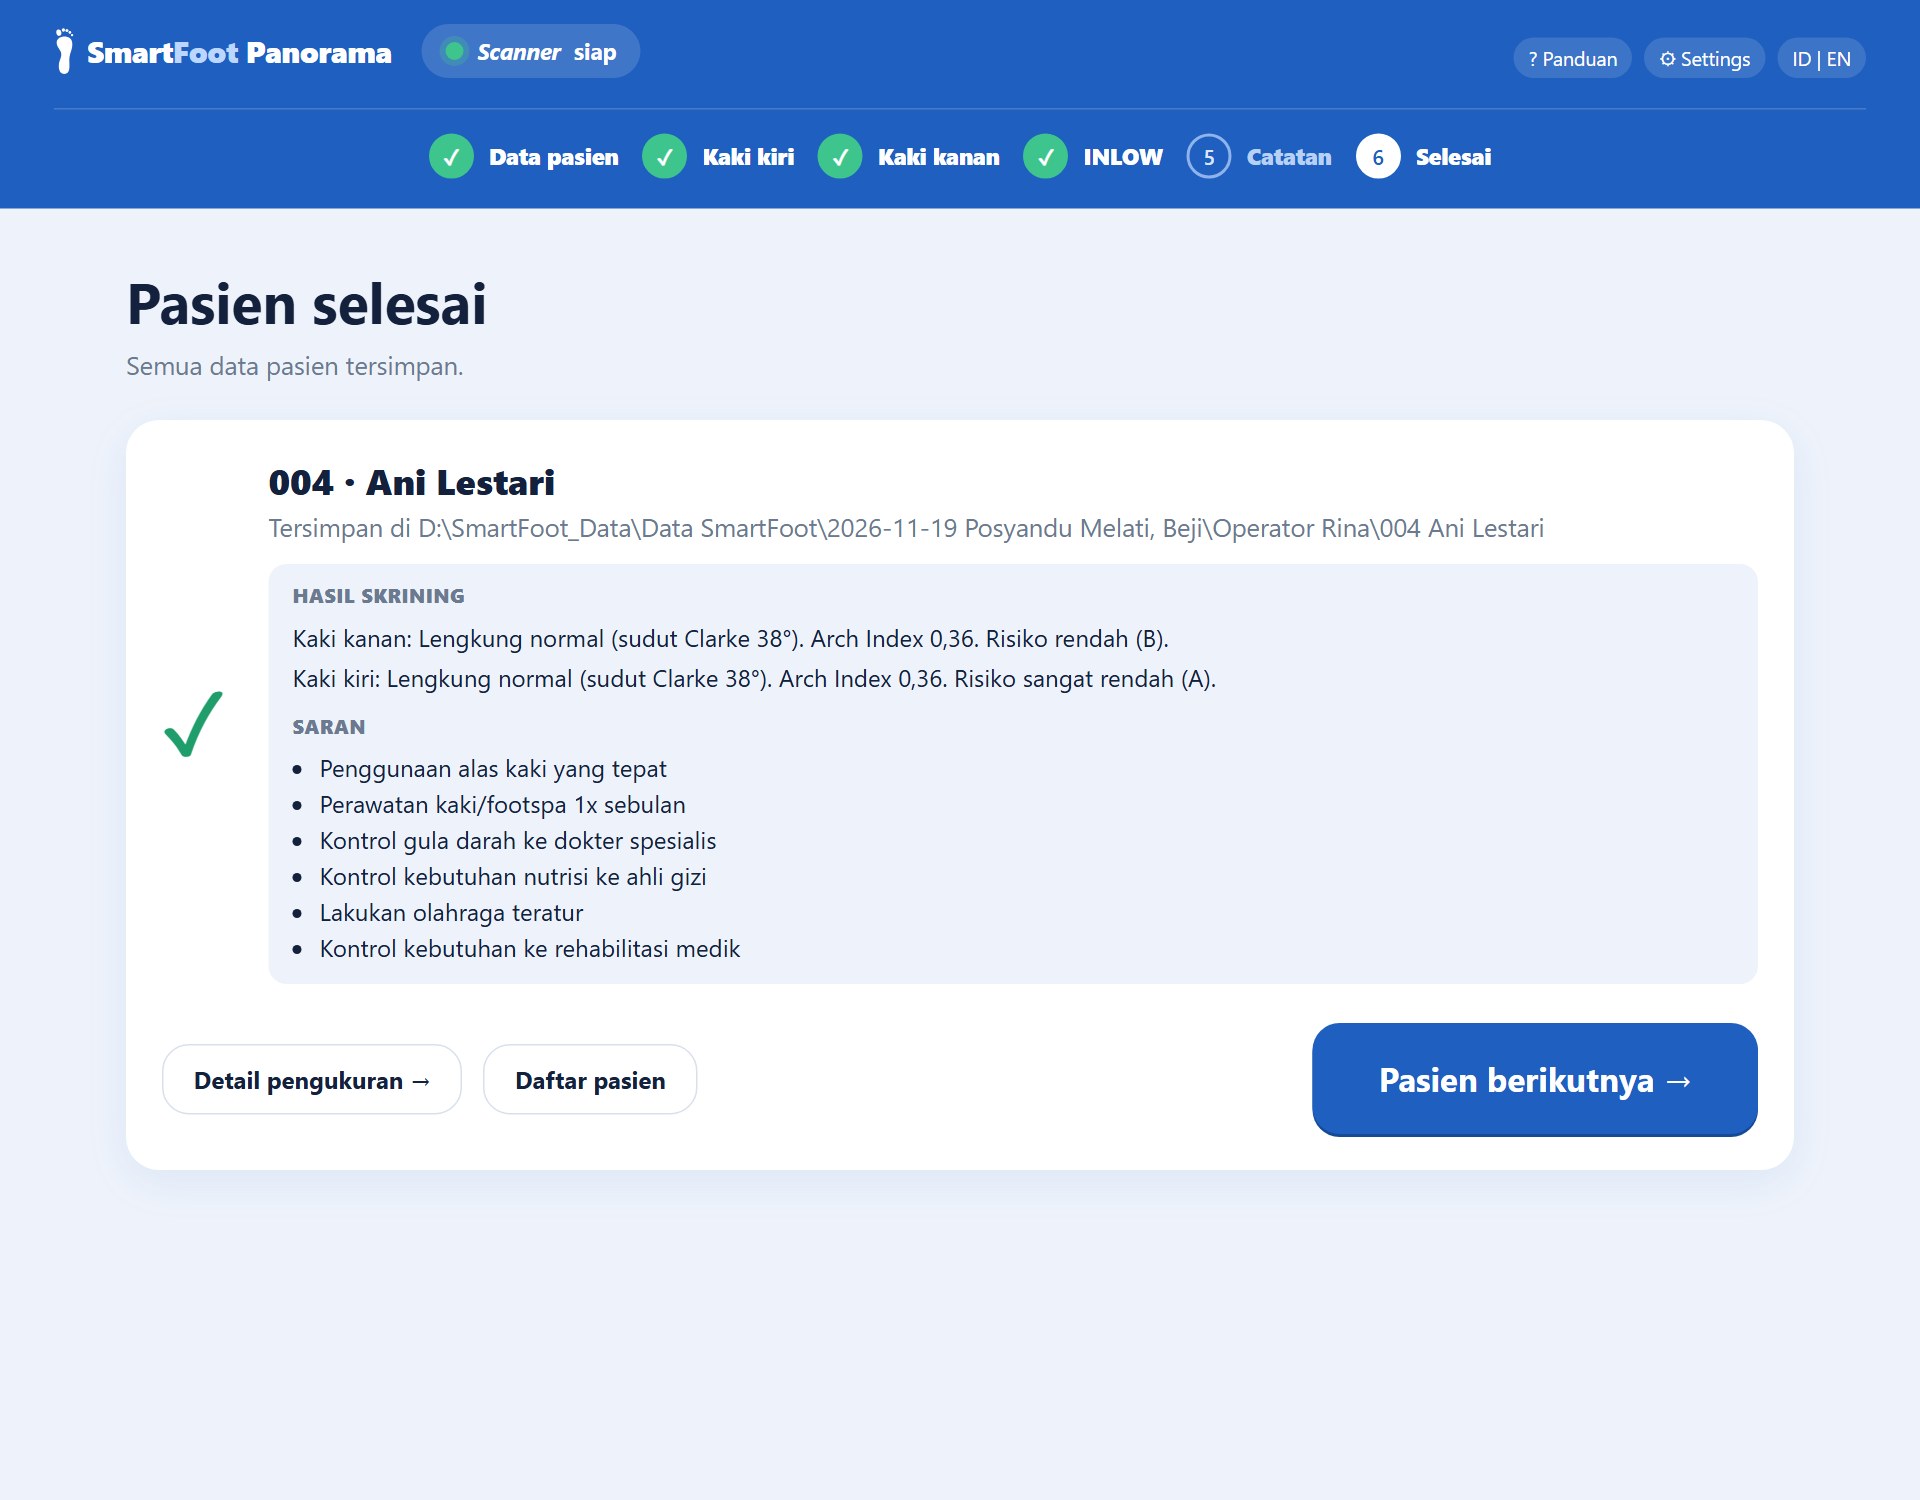 SmartFoot Panorama
Scanner siap
? Panduan
⚙ Settings
ID | EN
✓ Data pasien
✓ Kaki kiri
✓ Kaki kanan
✓ INLOW
5 Catatan
6 Selesai
Pasien selesai
Semua data pasien tersimpan.
004 · Ani Lestari
Tersimpan di D:\SmartFoot_Data\Data SmartFoot\2026-11-19 Posyandu Melati, Beji\Operator Rina\004 Ani Lestari
HASIL SKRINING
Kaki kanan: Lengkung normal (sudut Clarke 38°). Arch Index 0,36. Risiko rendah (B).
Kaki kiri: Lengkung normal (sudut Clarke 38°). Arch Index 0,36. Risiko sangat rendah (A).
SARAN
• Penggunaan alas kaki yang tepat
• Perawatan kaki/footspa 1x sebulan
• Kontrol gula darah ke dokter spesialis
• Kontrol kebutuhan nutrisi ke ahli gizi
• Lakukan olahraga teratur
• Kontrol kebutuhan ke rehabilitasi medik
Detail pengukuran →
Daftar pasien
Pasien berikutnya →